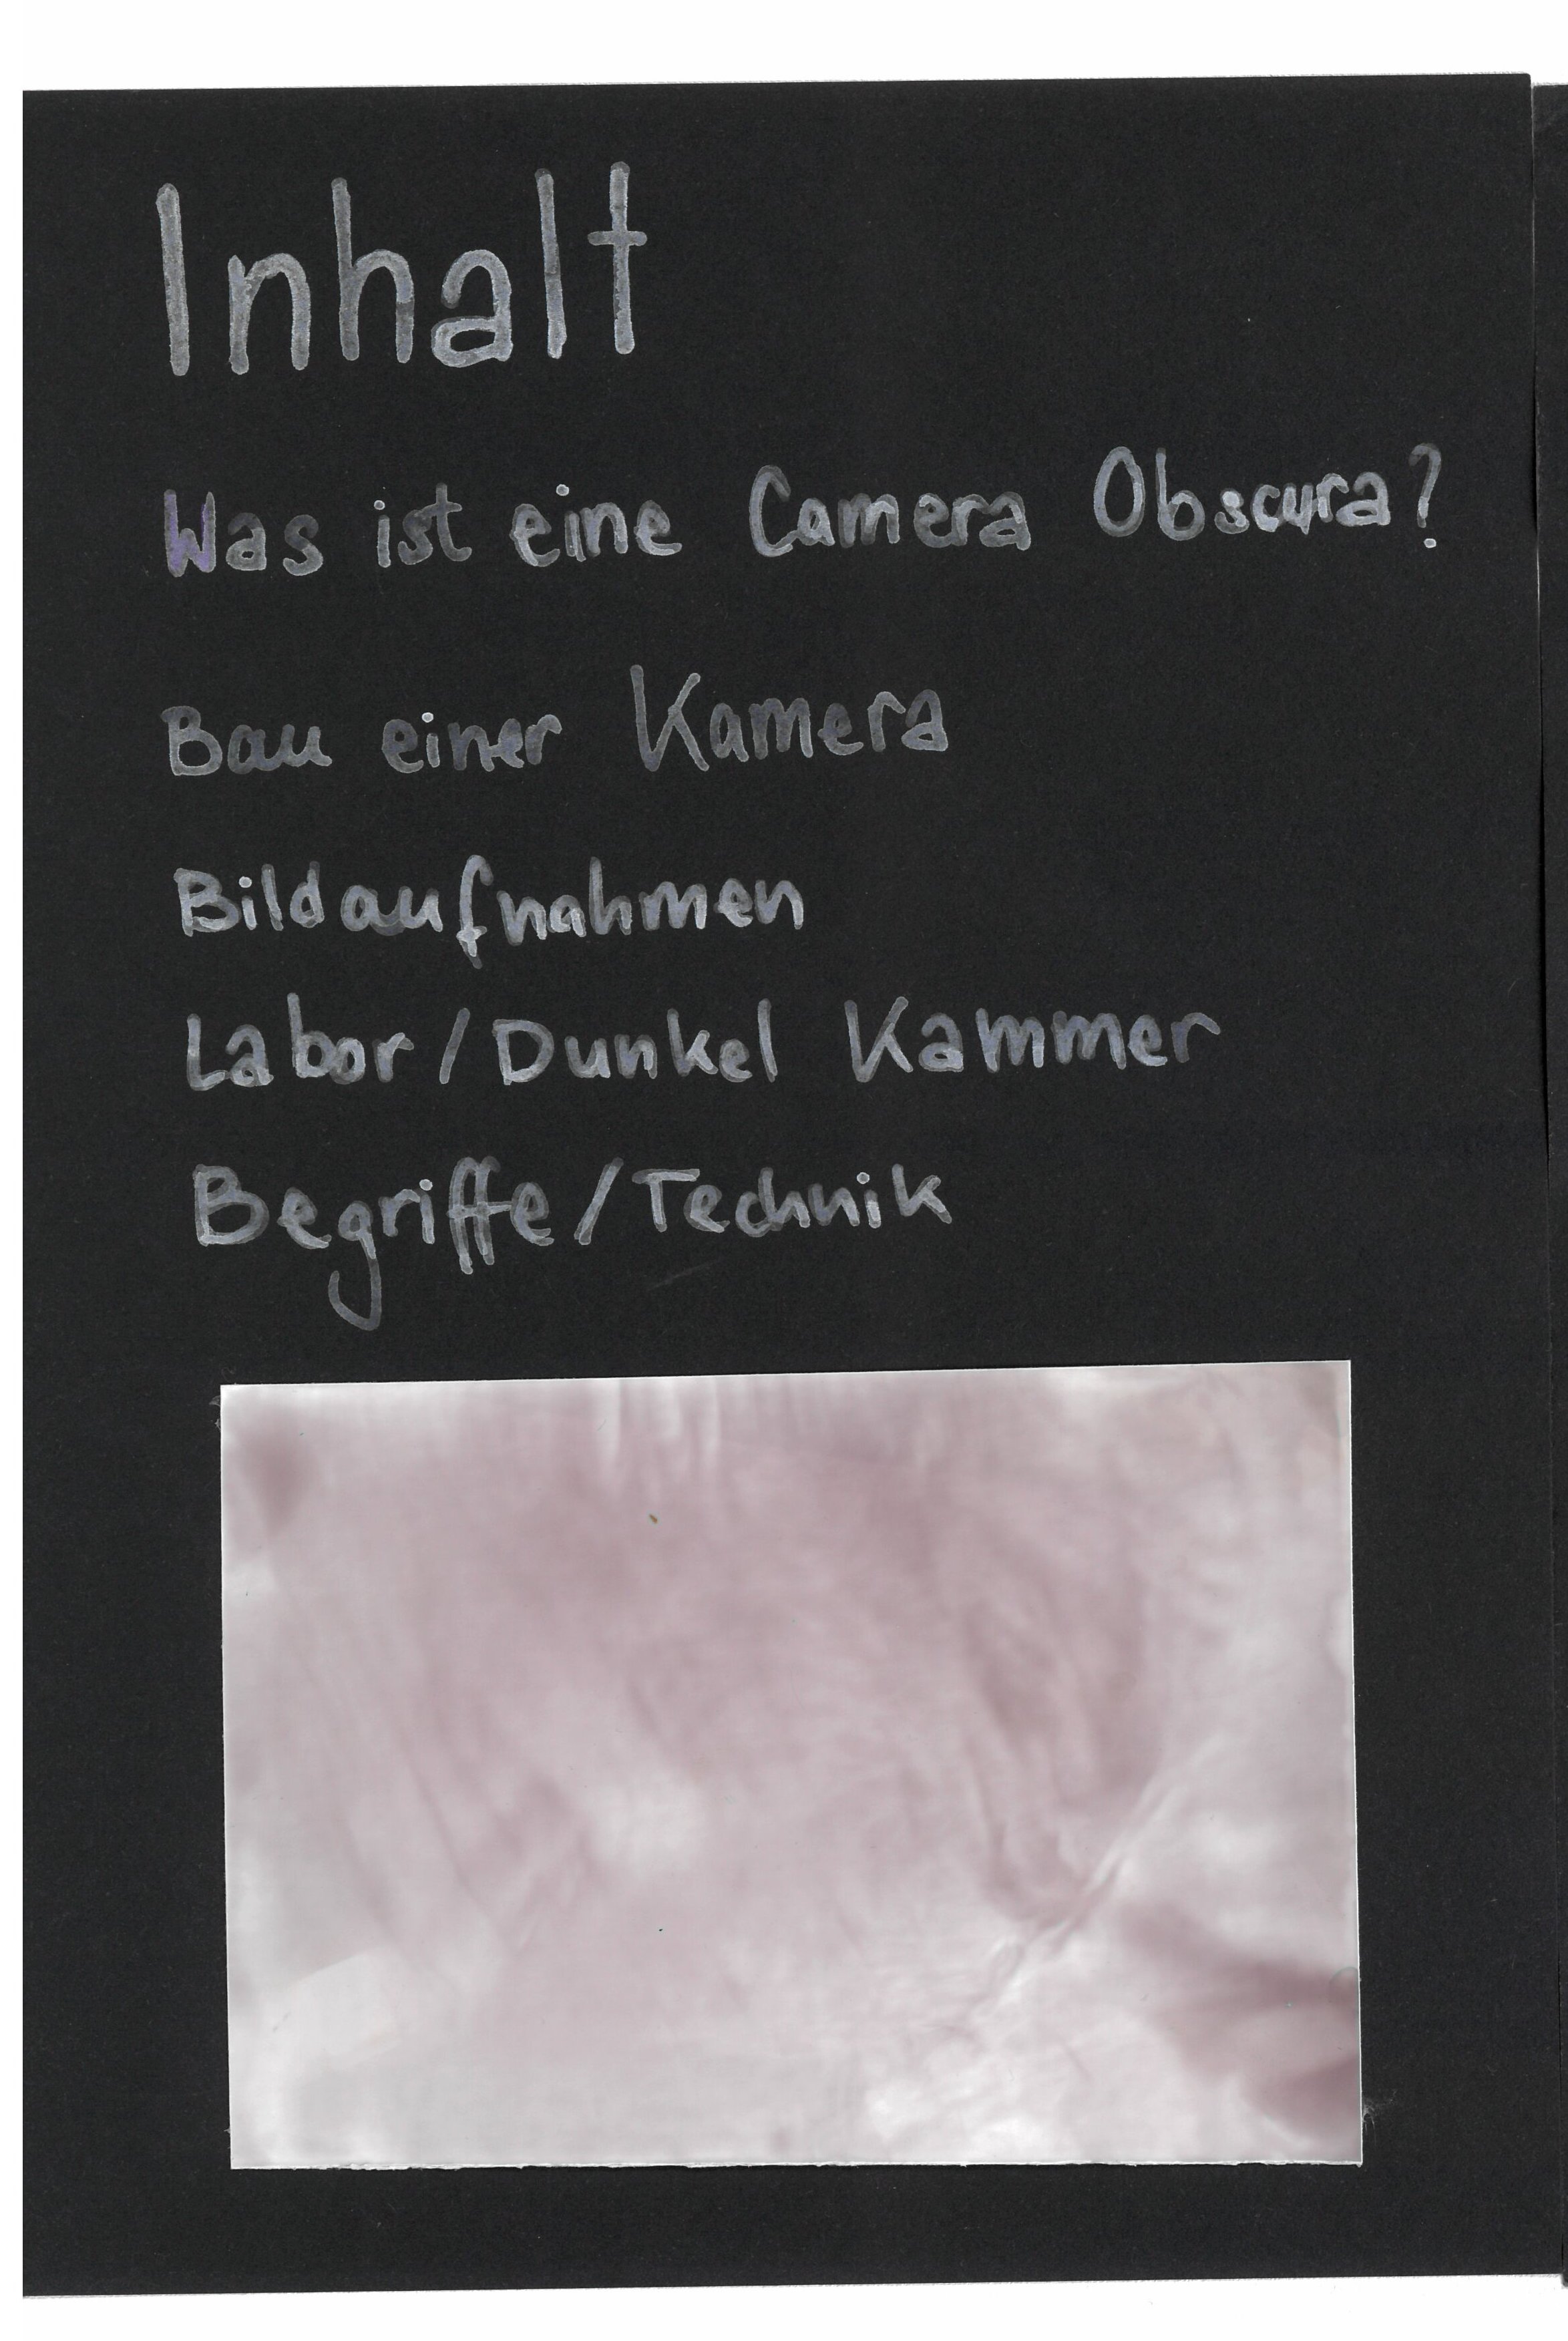 Inhalt
Was ist eine Camera Obscura?
Bau einer Kamera
Bildaufnahmen
Labor/Dunkel Kammer
Begriffe/Technik